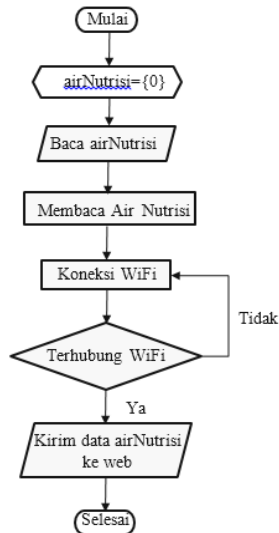 Mulai
airNutrisi={0}
Baca airNutrisi
Membaca Air Nutrisi
Koneksi WiFi
Tidak
Terhubung WiFi
Ya
Kirim data airNutrisi
ke web
Selesai